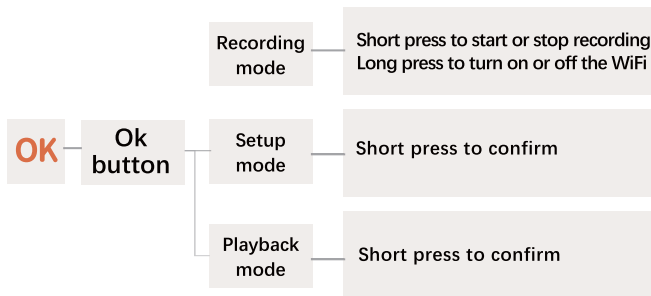 Recording
mode
Short press to start or stop recording
Long press to turn on or off the WiFi
OK
Ok
button
Setup
mode
Short press to confirm
Playback
mode
Short press to confirm